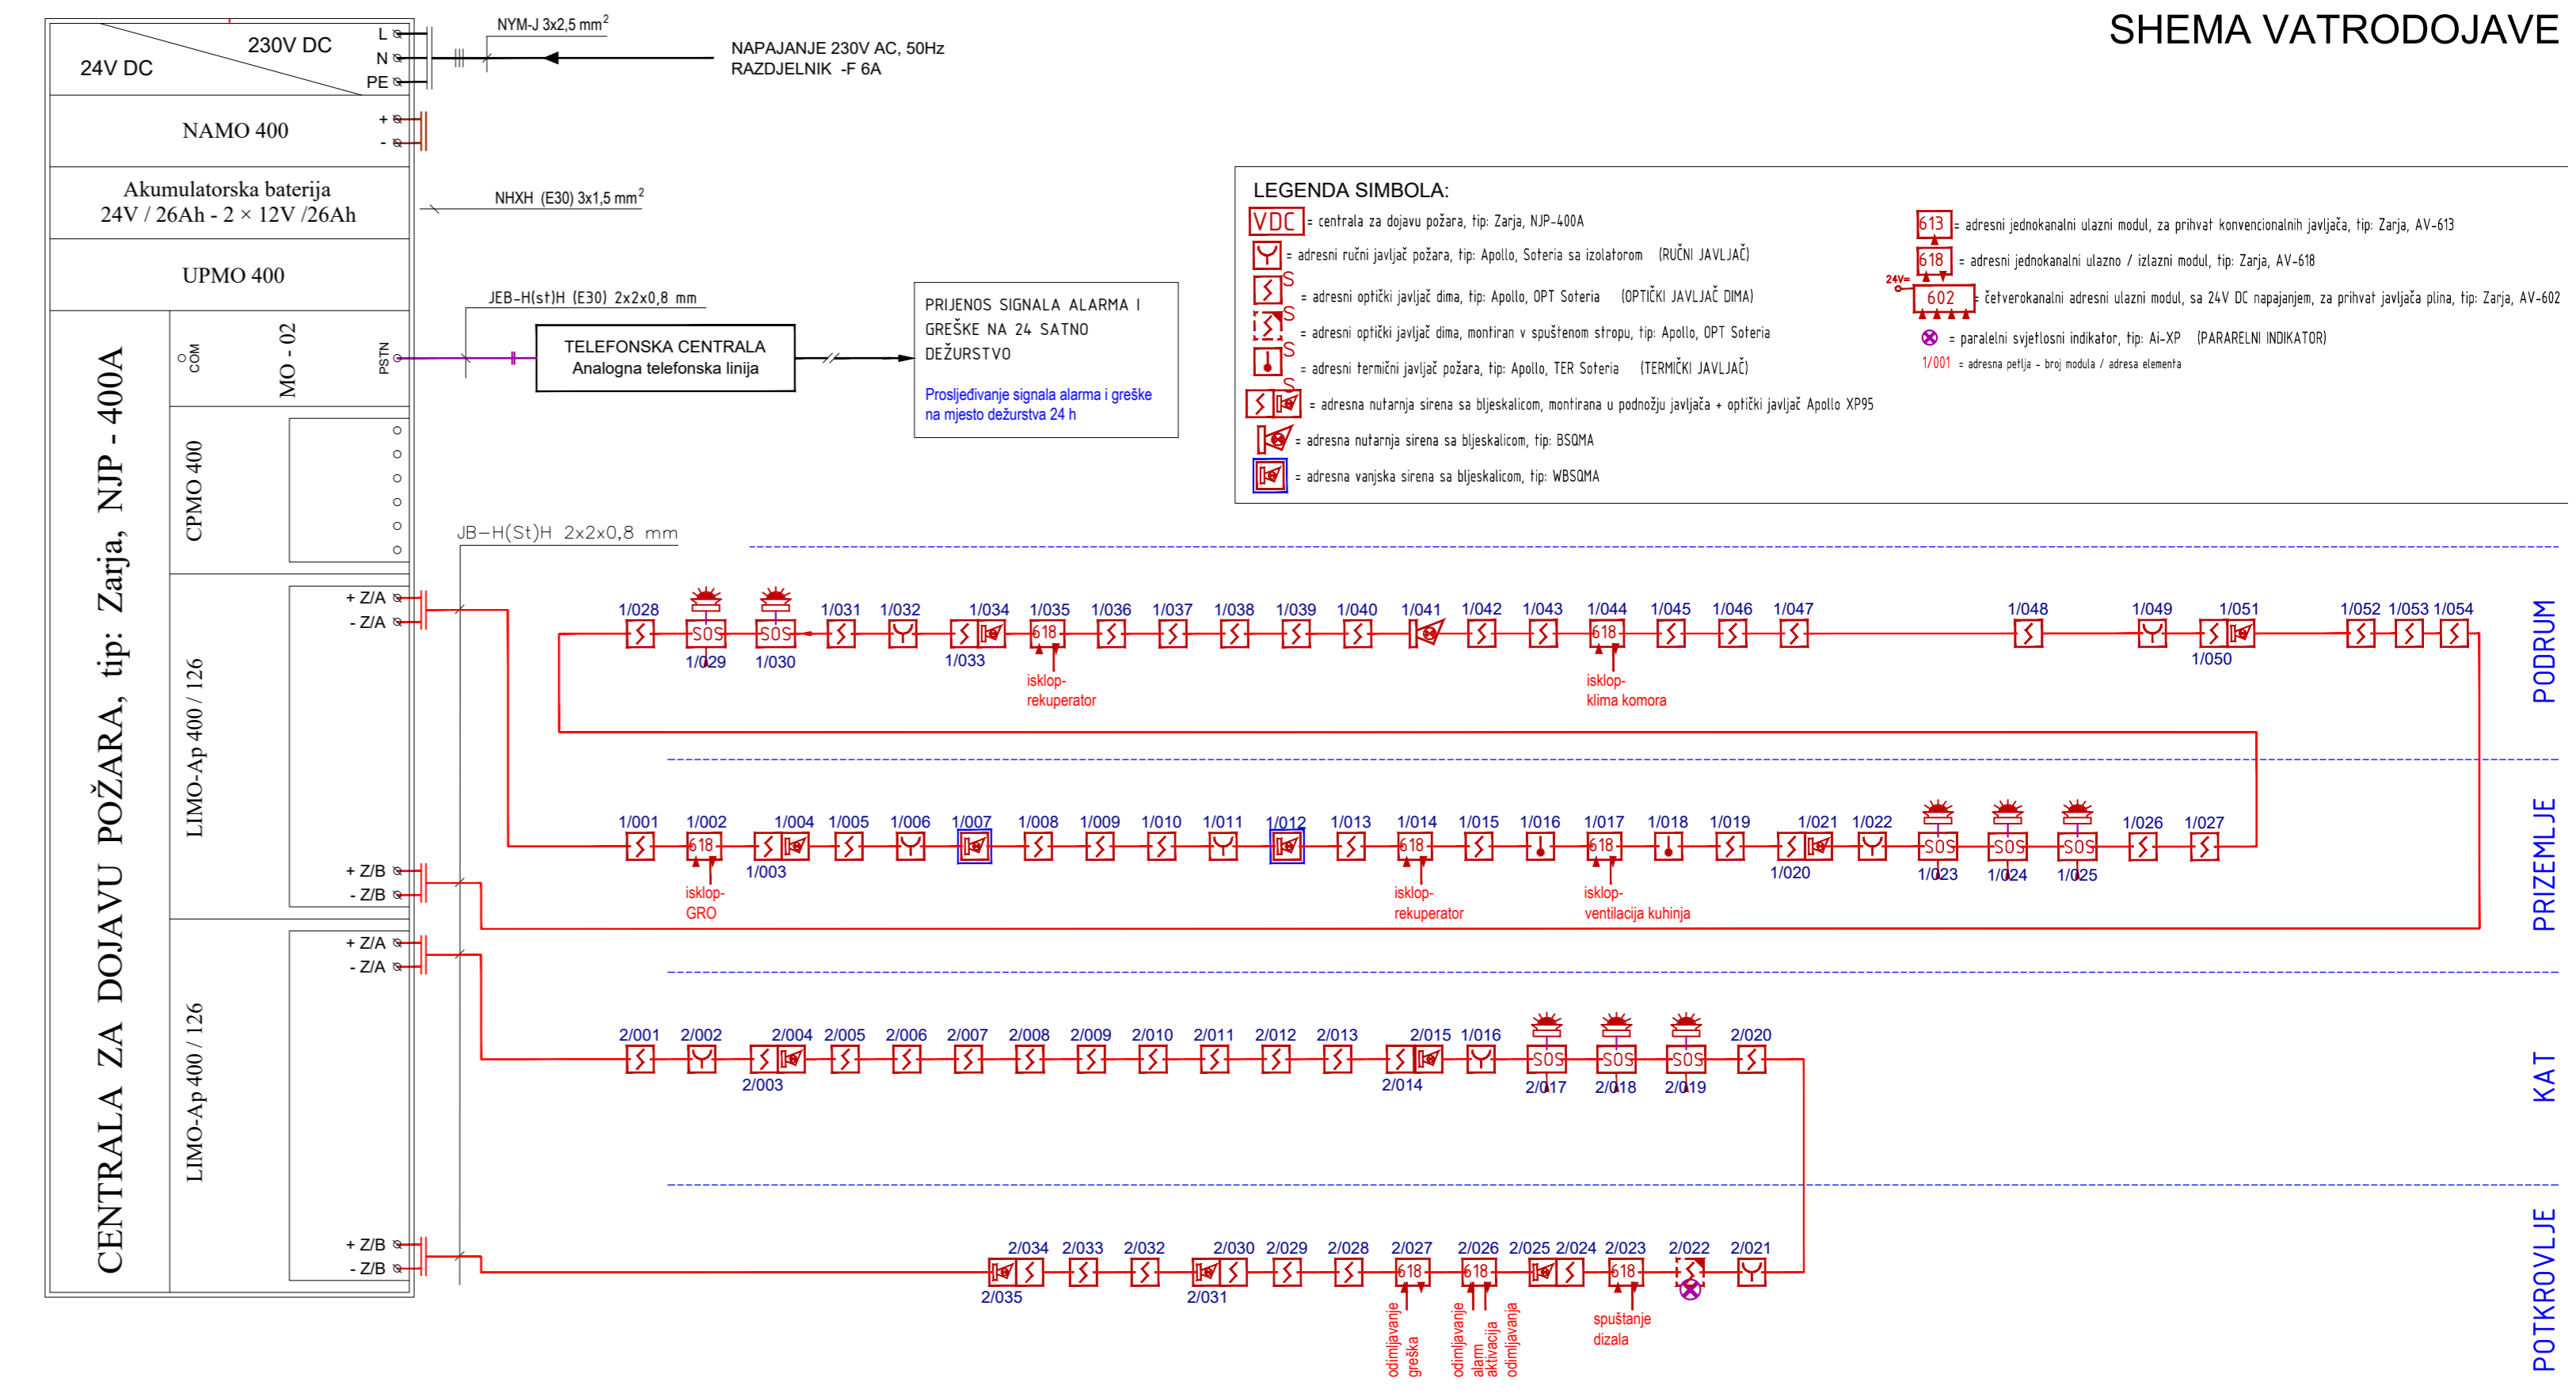 SHEMA VATRODOJAVE
230V DC
24V DC
L
N
PE
NYM-J 3x2,5 mm²
NAPAJANJE 230V AC, 50Hz
RAZDJELNIK -F 6A
NAMO 400
+
-
Akumulatorska baterija
24V / 26Ah - 2 × 12V /26Ah
NHXH (E30) 3x1,5 mm²
UPMO 400
JEB-H(st)H (E30) 2x2x0,8 mm
COM
MO - 02
PSTN
TELEFONSKA CENTRALA
Analogna telefonska linija
PRIJENOS SIGNALA ALARMA I
GREŠKE NA 24 SATNO
DEŽURSTVO
Prosljeđivanje signala alarma i greške
na mjesto dežurstva 24 h
CENTRALA ZA DOJAVU POŽARA, tip: Zarja, NJP - 400A
CPMO 400
LIMO-Ap 400 / 126
+ Z/A
- Z/A
+ Z/B
- Z/B
LIMO-Ap 400 / 126
+ Z/A
- Z/A
+ Z/B
- Z/B
JB-H(St)H 2x2x0,8 mm
LEGENDA SIMBOLA:
VDC = centrala za dojavu požara, tip: Zarja, NJP-400A
= adresni ručni javljač požara, tip: Apollo, Soteria sa izolatorom (RUČNI JAVLJAČ)
S = adresni optički javljač dima, tip: Apollo, OPT Soteria (OPTIČKI JAVLJAČ DIMA)
S = adresni optički javljač dima, montiran v spuštenom stropu, tip: Apollo, OPT Soteria
S = adresni termični javljač požara, tip: Apollo, TER Soteria (TERMIČKI JAVLJAČ)
S = adresna nutarnja sirena sa bljeskalicom, montirana u podnožju javljača + optički javljač Apollo XP95
= adresna nutarnja sirena sa bljeskalicom, tip: BSQMA
= adresna vanjska sirena sa bljeskalicom, tip: WBSQMA
613 = adresni jednokanalni ulazni modul, za prihvat konvencionalnih javljača, tip: Zarja, AV-613
618 = adresni jednokanalni ulazno / izlazni modul, tip: Zarja, AV-618
24V=
602 = četverokanalni adresni ulazni modul, sa 24V DC napajanjem, za prihvat javljača plina, tip: Zarja, AV-602
= paralelni svjetlosni indikator, tip: Ai-XP (PARARELNI INDIKATOR)
1/001 = adresna petlja - broj modula / adresa elementa
1/028 1/031 1/032 1/034 1/035 1/036 1/037 1/038 1/039 1/040 1/041 1/042 1/043 1/044 1/045 1/046 1/047 1/048 1/049 1/051 1/052 1/053 1/054
SOS SOS 618 618
1/029 1/030 1/033 1/050
isklop-
rekuperator
isklop-
klima komora
PODRUM
1/001 1/002 1/004 1/005 1/006 1/007 1/008 1/009 1/010 1/011 1/012 1/013 1/014 1/015 1/016 1/017 1/018 1/019 1/021 1/022 1/026 1/027
618 618 618 SOS SOS SOS
1/003 1/020 1/023 1/024 1/025
isklop-
GRO
isklop-
rekuperator
isklop-
ventilacija kuhinja
PRIZEMLJE
2/001 2/002 2/004 2/005 2/006 2/007 2/008 2/009 2/010 2/011 2/012 2/013 2/015 1/016 2/020
SOS SOS SOS
2/003 2/014 2/017 2/018 2/019
KAT
2/034 2/033 2/032 2/030 2/029 2/028 2/027 2/026 2/025 2/024 2/023 2/022 2/021
618 618 618
2/035 2/031
odimljavanje
greška
odimljavanje
alarm
aktivacija
odimljavanja
spuštanje
dizala
POTKROVLJE